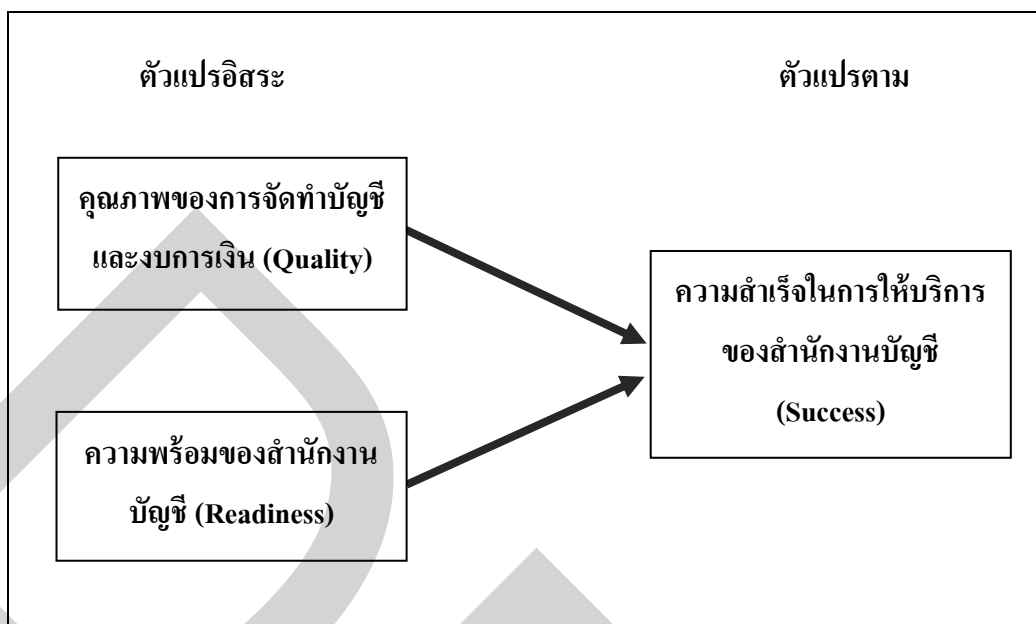 ตัวแปรอิสระ
ตัวแปรตาม
คุณภาพของการจัดทำบัญชี
และงบการเงิน (Quality)
ความสำเร็จในการให้บริการ
ของสำนักงานบัญชี
(Success)
ความพร้อมของสำนักงาน
บัญชี (Readiness)